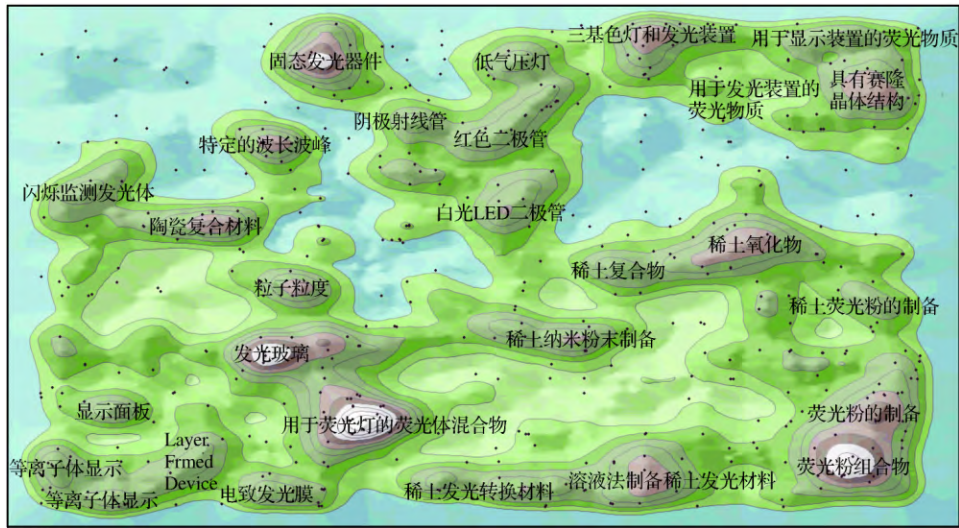 三基色灯和发光装置
用于显示装置的荧光物质
固态发光器件
低气压灯
用于发光装置的
荧光物质
具有赛隆
晶体结构
阴极射线管
特定的波长波峰
红色二极管
闪烁监测发光体
白光LED二极管
陶瓷复合材料
稀土氧化物
稀土复合物
粒子粒度
稀土荧光粉的制备
稀土纳米粉末制备
发光玻璃
显示面板
荧光粉的制备
用于荧光灯的荧光体混合物
Layer
Frmed
Device
等离子体显示
荧光粉组合物
等离子体显示
电致发光膜
稀土发光转换材料
溶液法制备稀土发光材料